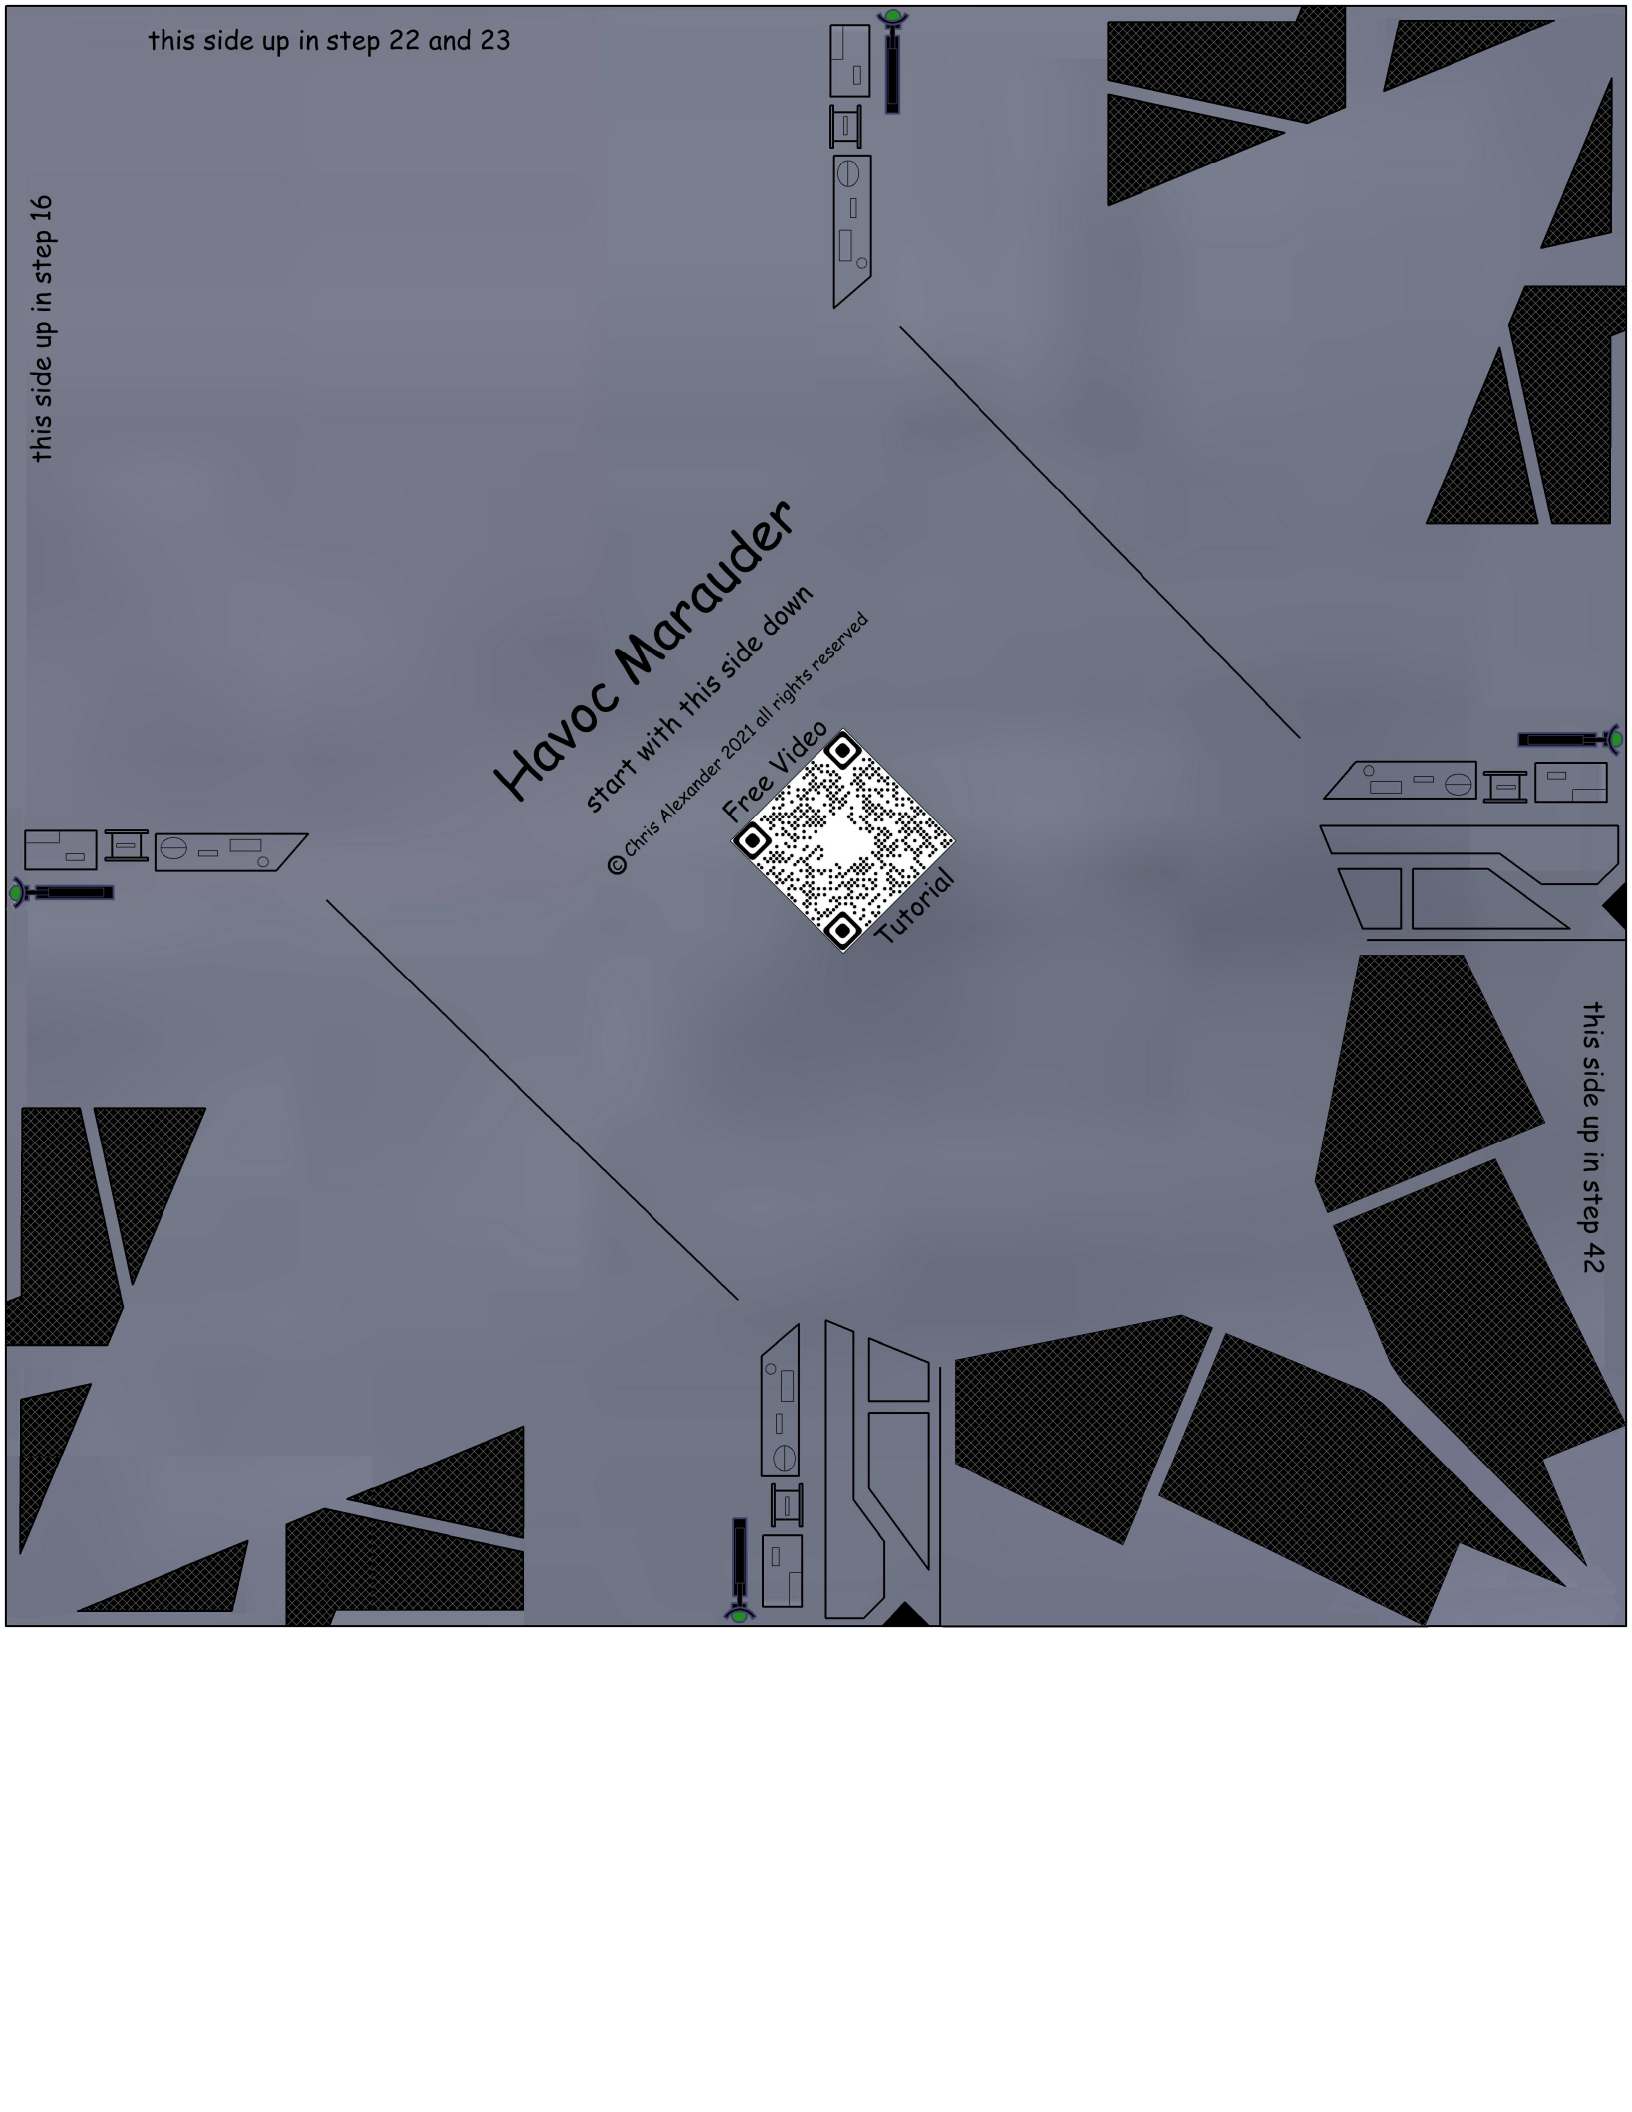 this side up in step 22 and 23
this side up in step 16
Havoc Marauder
start with this side down
© Chris Alexander 2021 all rights reserved
Free Video
Tutorial
this side up in step 42